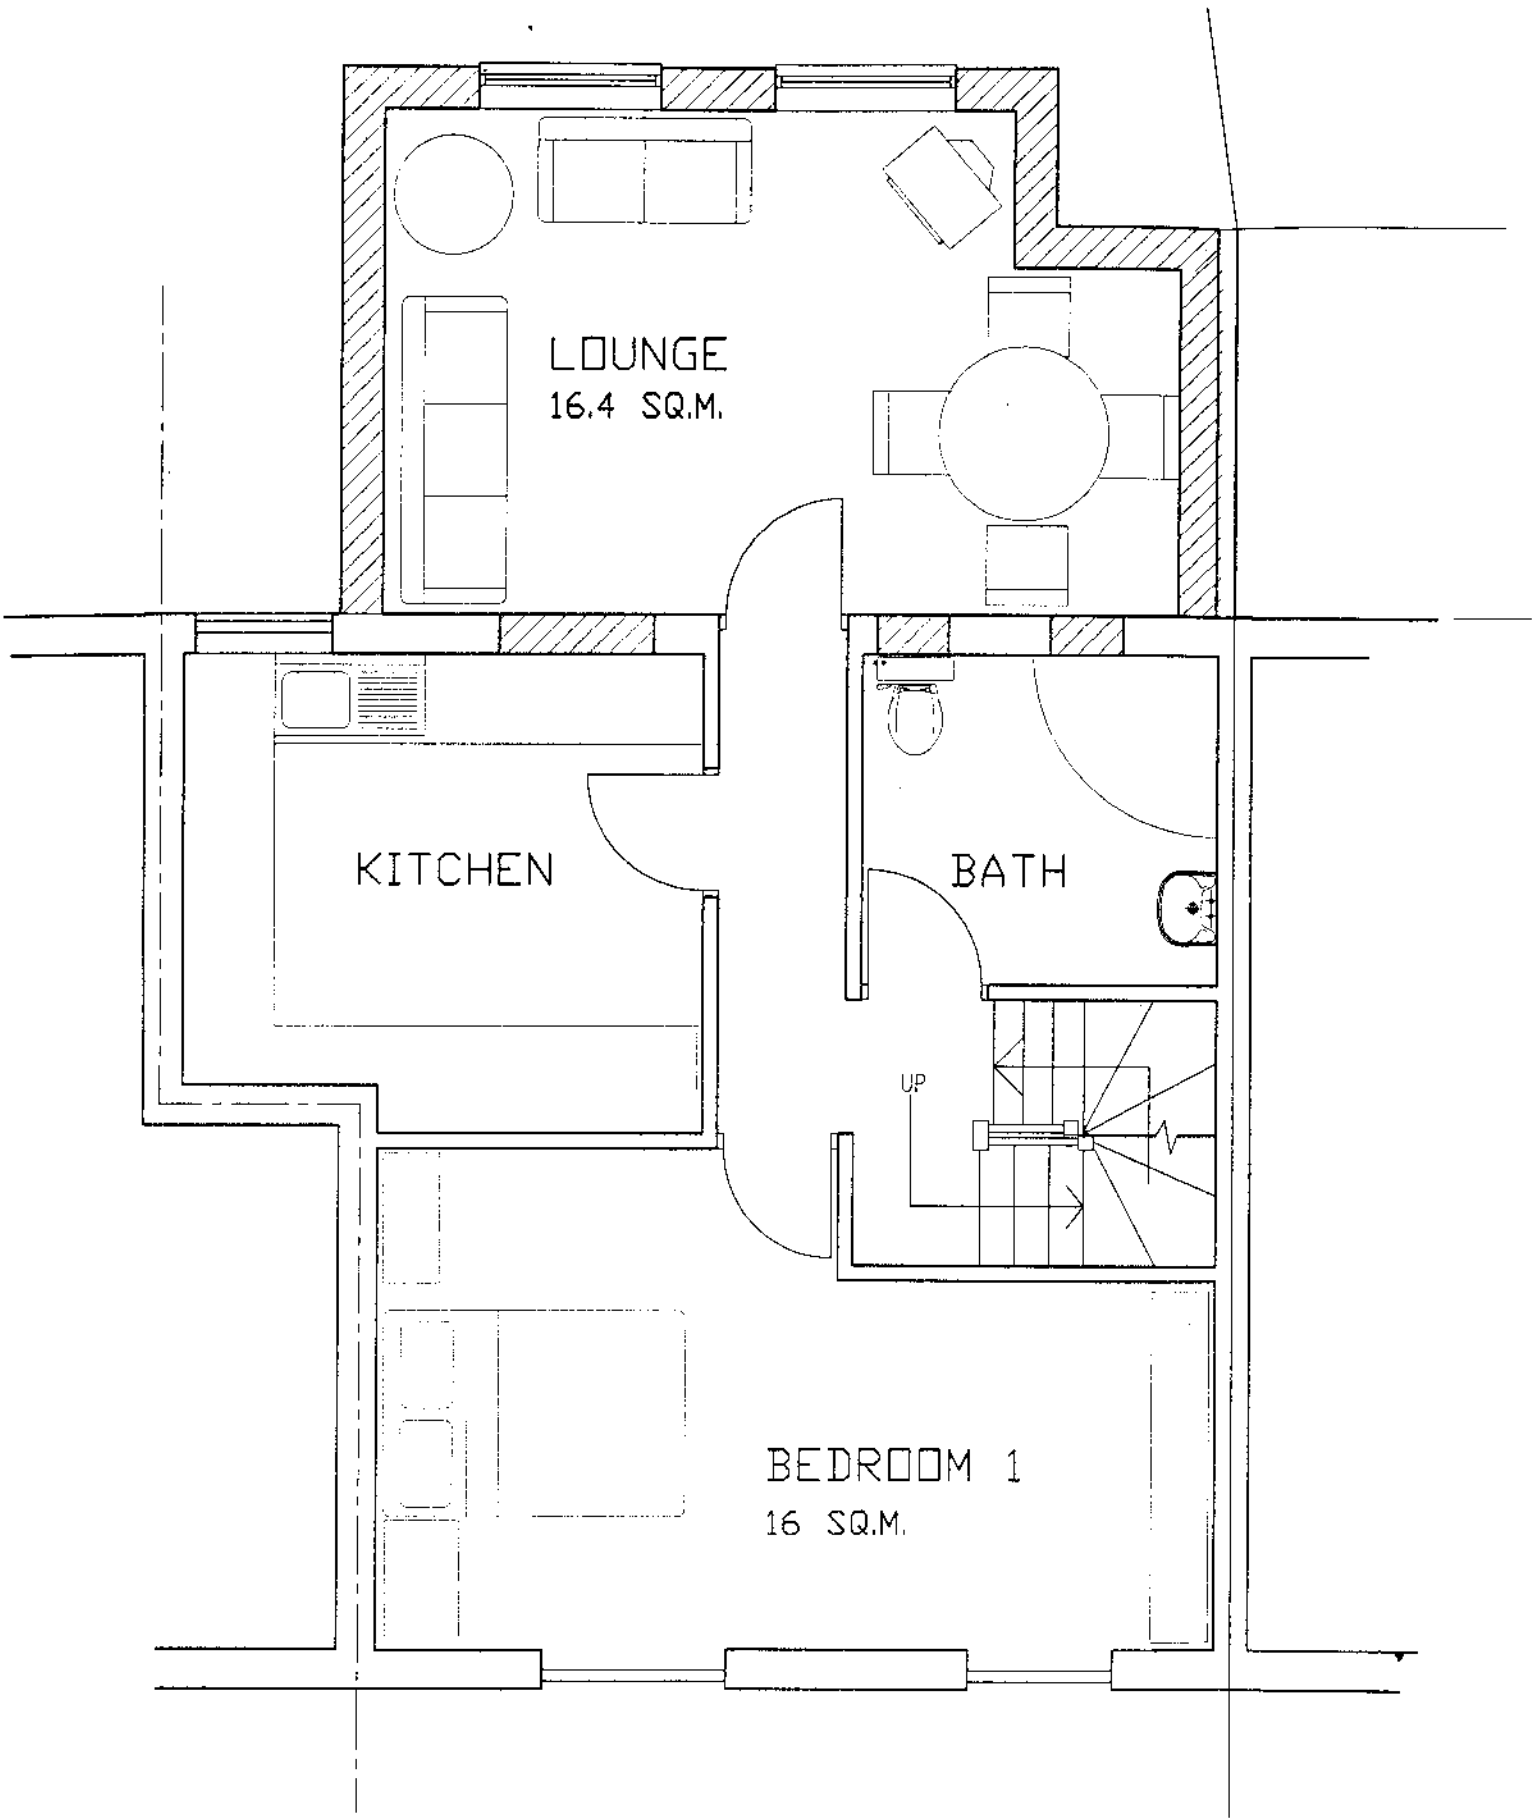 LOUNGE
16.4 SQ.M.
KITCHEN
BATH
UP
BEDROOM 1
16 SQ.M.